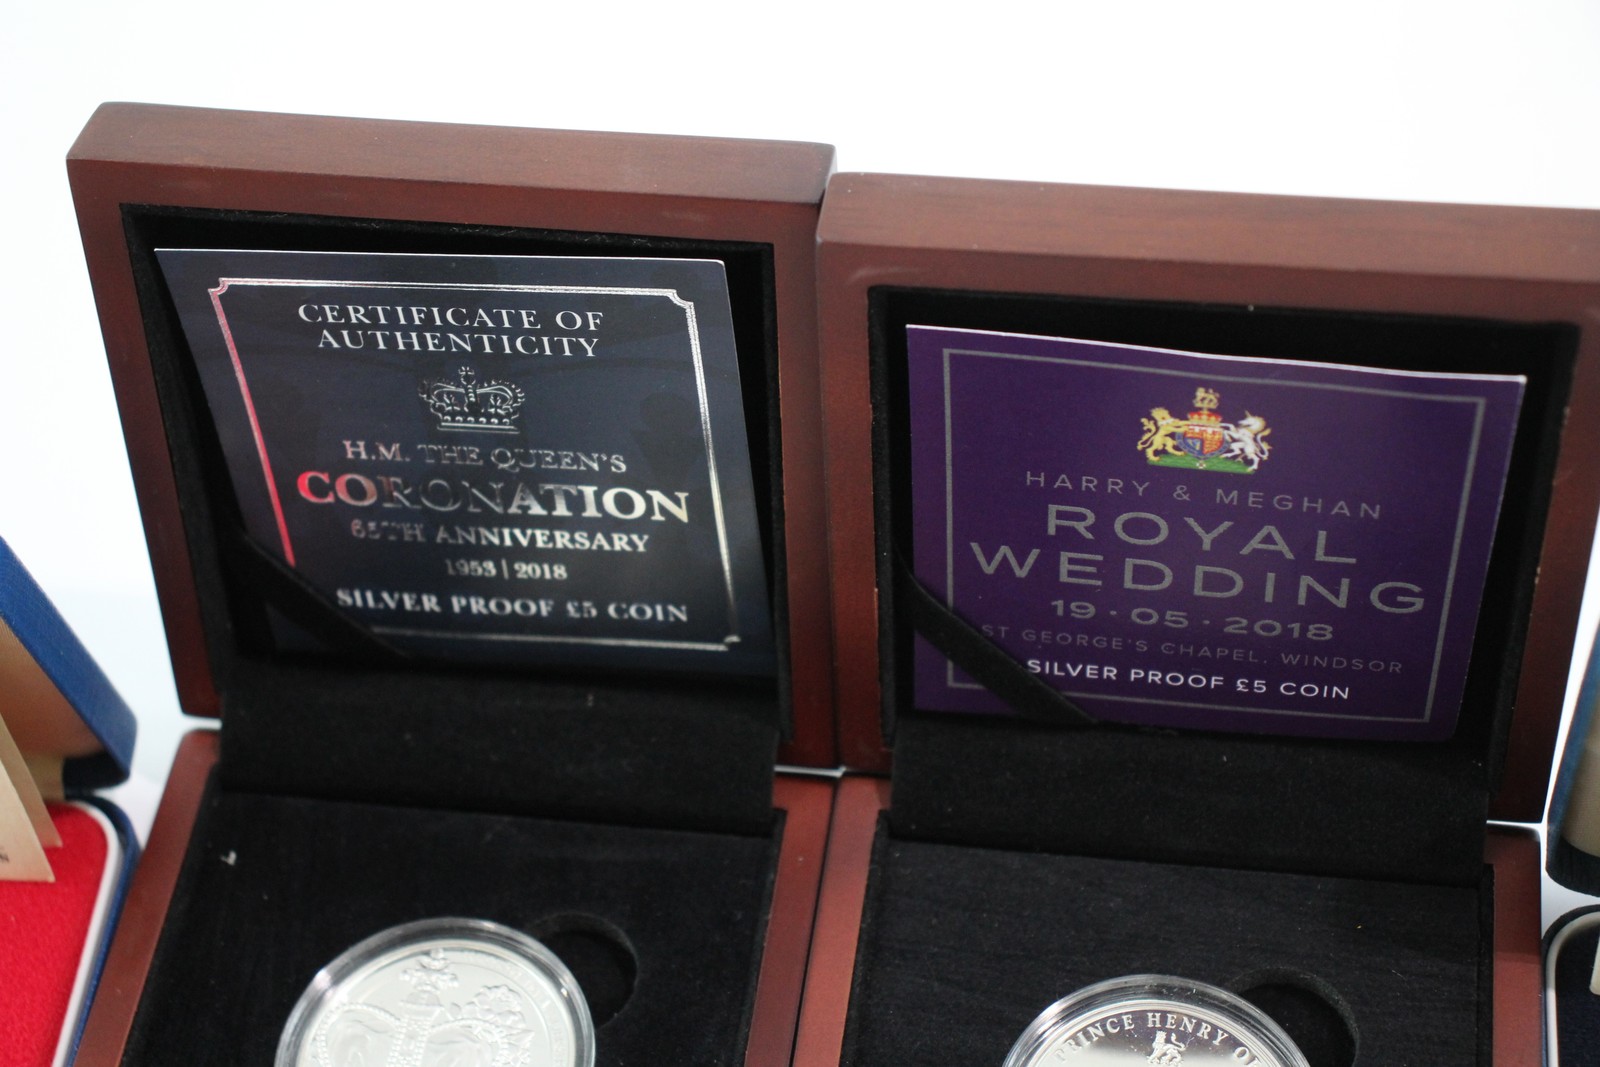 CERTIFICATE OF
AUTHENTICITY
H.M. THE QUEEN'S
CORONATION
65TH ANNIVERSARY
1953 | 2018
SILVER PROOF £5 COIN
HARRY & MEGHAN
ROYAL
WEDDING
19 · 05 · 2018
ST GEORGE'S CHAPEL, WINDSOR
SILVER PROOF £5 COIN
PRINCE HENRY OF